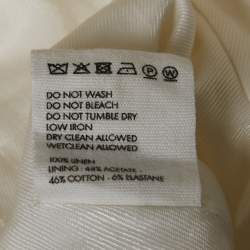 DO NOT WASH
DO NOT BLEACH
DO NOT TUMBLE DRY
LOW IRON
DRY CLEAN ALLOWED
WETCLEAN ALLOWED
100% LINEN
LINING : 48% ACETATE -
46% COTTON - 6% ELASTANE